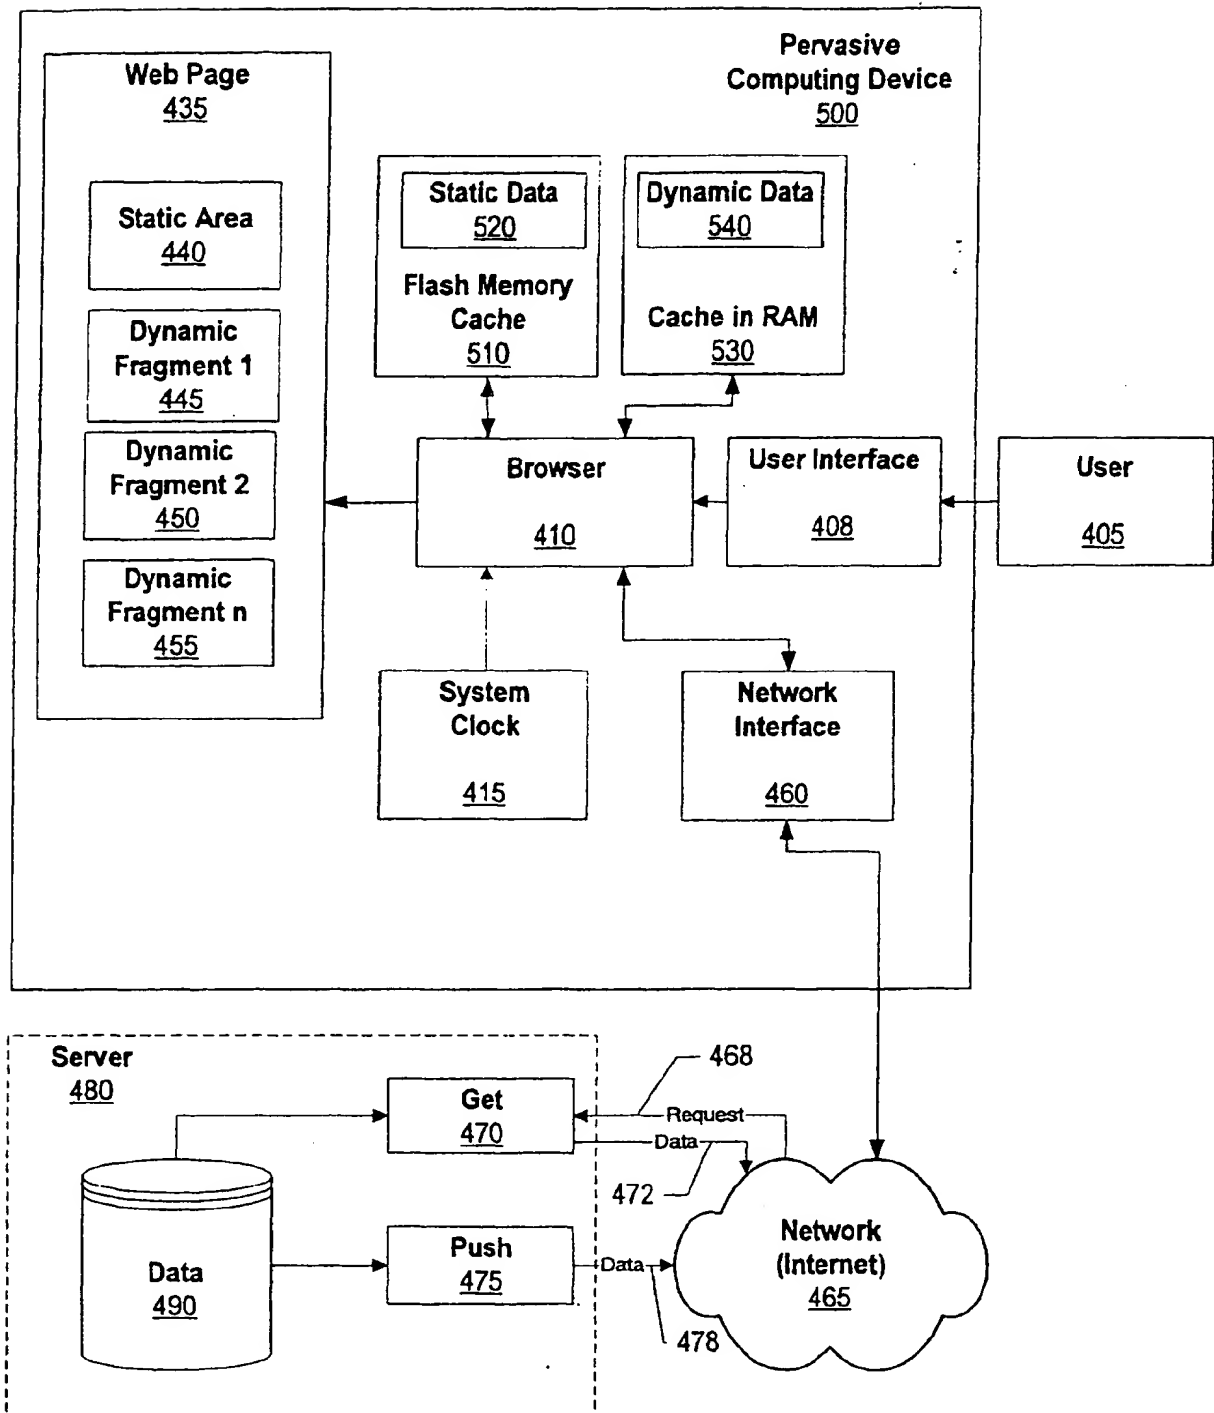 Pervasive
Computing Device
500
Web Page
435
Static Area
440
Dynamic
Fragment 1
445
Dynamic
Fragment 2
450
Dynamic
Fragment n
455
Static Data
520
Flash Memory
Cache
510
Dynamic Data
540
Cache in RAM
530
Browser
410
User Interface
408
User
405
System
Clock
415
Network
Interface
460
Server
480
Get
470
468
Request
Data
472
Push
475
Data
478
Data
490
Network
(Internet)
465